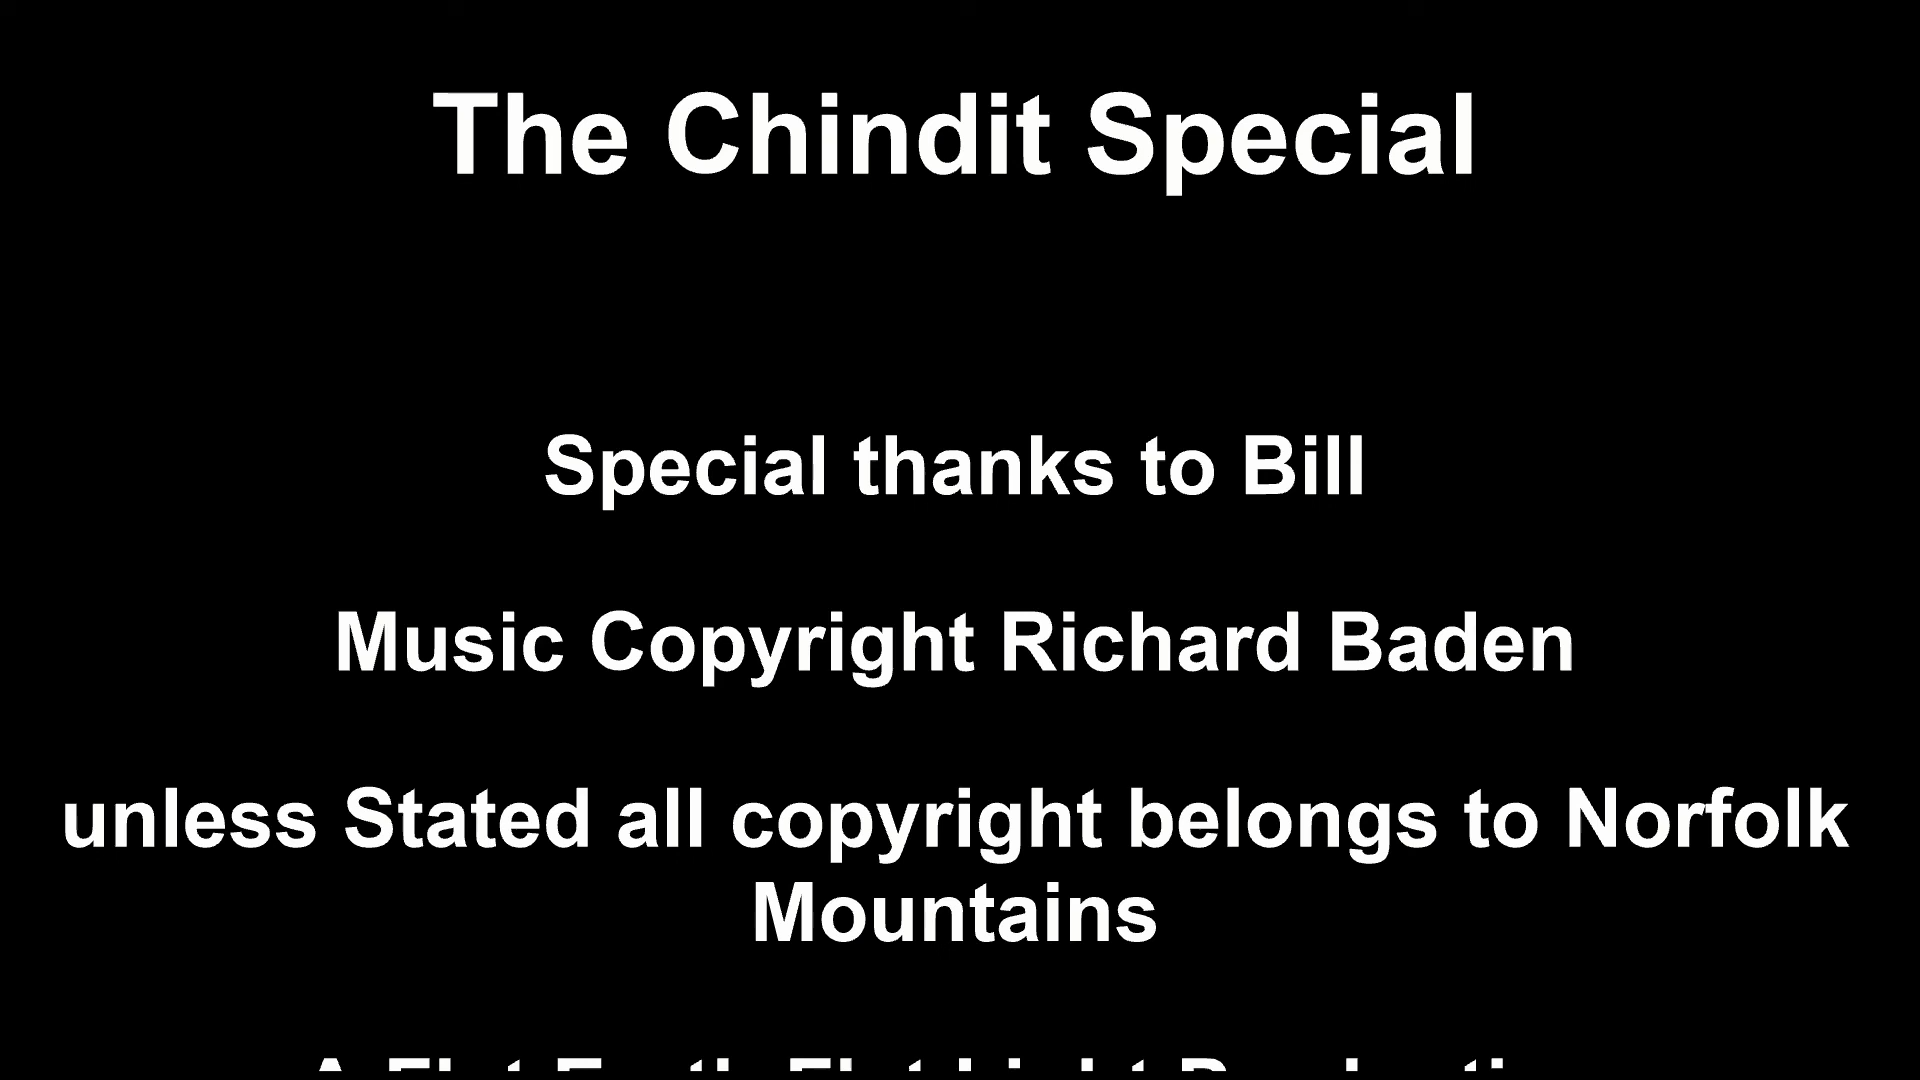 The Chindit Special
Special thanks to Bill
Music Copyright Richard Baden
unless Stated all copyright belongs to Norfolk
Mountains